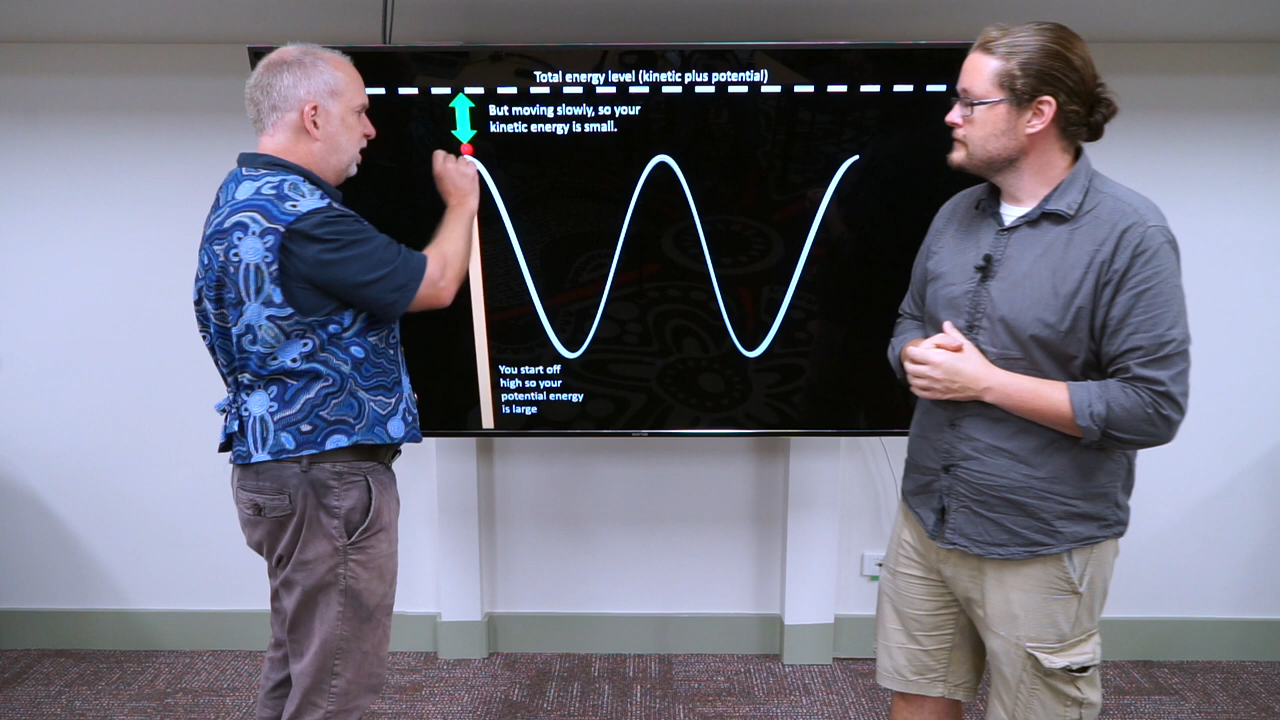 Total energy level (kinetic plus potential)
But moving slowly, so your
kinetic energy is small.
You start off
high so your
potential energy
is large